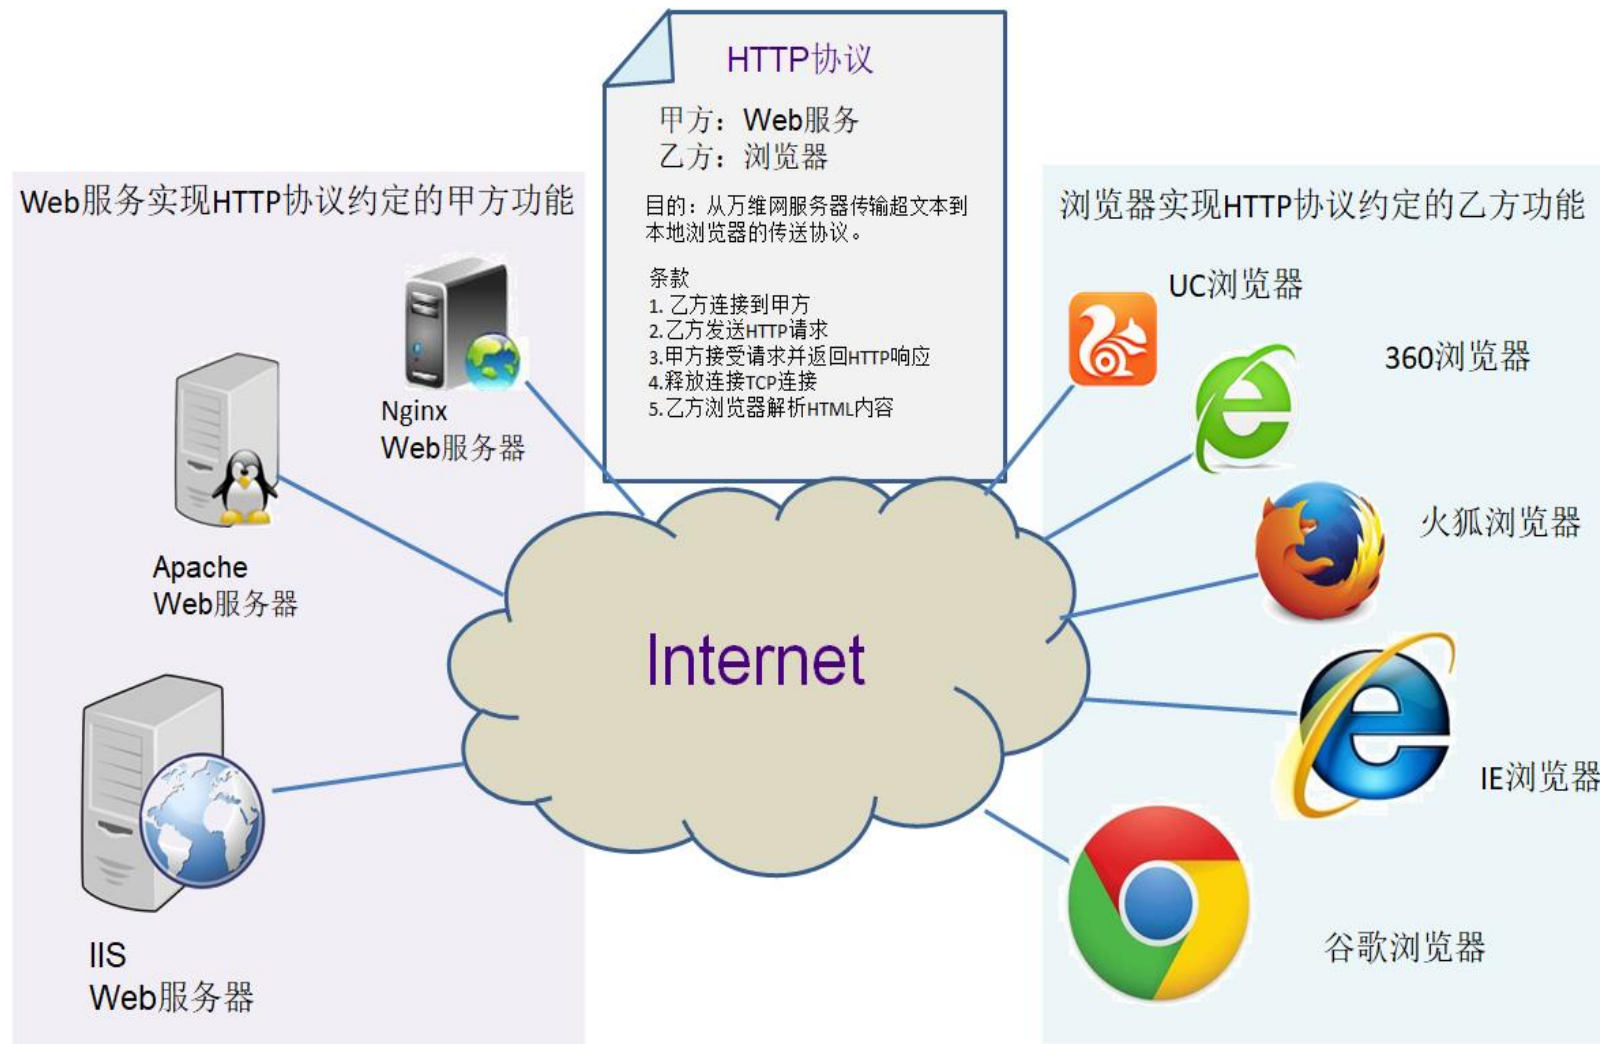 HTTP协议
甲方：Web服务
乙方：浏览器
目的：从万维网服务器传输超文本到
本地浏览器的传送协议。
条款
1. 乙方连接到甲方
2.乙方发送HTTP请求
3.甲方接受请求并返回HTTP响应
4.释放连接TCP连接
5.乙方浏览器解析HTML内容
Web服务实现HTTP协议约定的甲方功能
Nginx
Web服务器
Apache
Web服务器
IIS
Web服务器
Internet
浏览器实现HTTP协议约定的乙方功能
UC浏览器
360浏览器
火狐浏览器
IE浏览器
谷歌浏览器